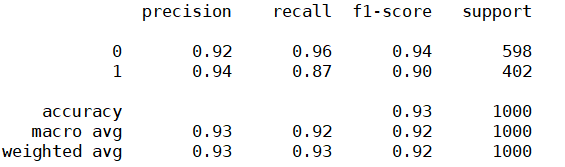 precision recall f1-score support
0 0.92 0.96 0.94 598
1 0.94 0.87 0.90 402
accuracy 0.93 1000
macro avg 0.93 0.92 0.92 1000
weighted avg 0.93 0.93 0.92 1000